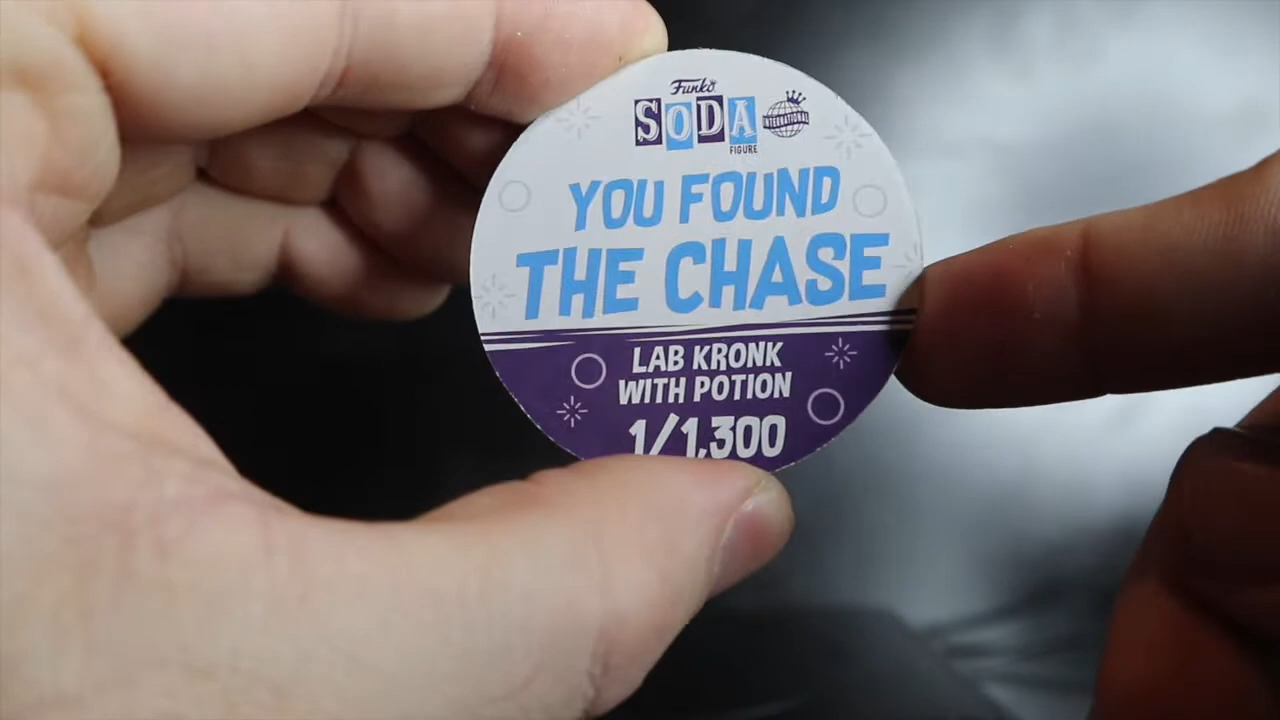 Funko
SODA
INTERNATIONAL
FIGURE
YOU FOUND
THE CHASE
LAB KRONK
WITH POTION
1/1,300